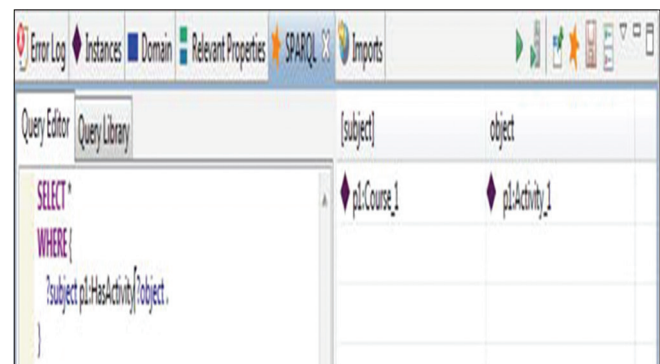 Error Log Instances Domain Relevant Properties SPARQL Imports
Query Editor Query Library
SELECT *
WHERE {
?subject p1:HasActivity ?object .
}
[subject] object
p1:Course_1 p1:Activity_1